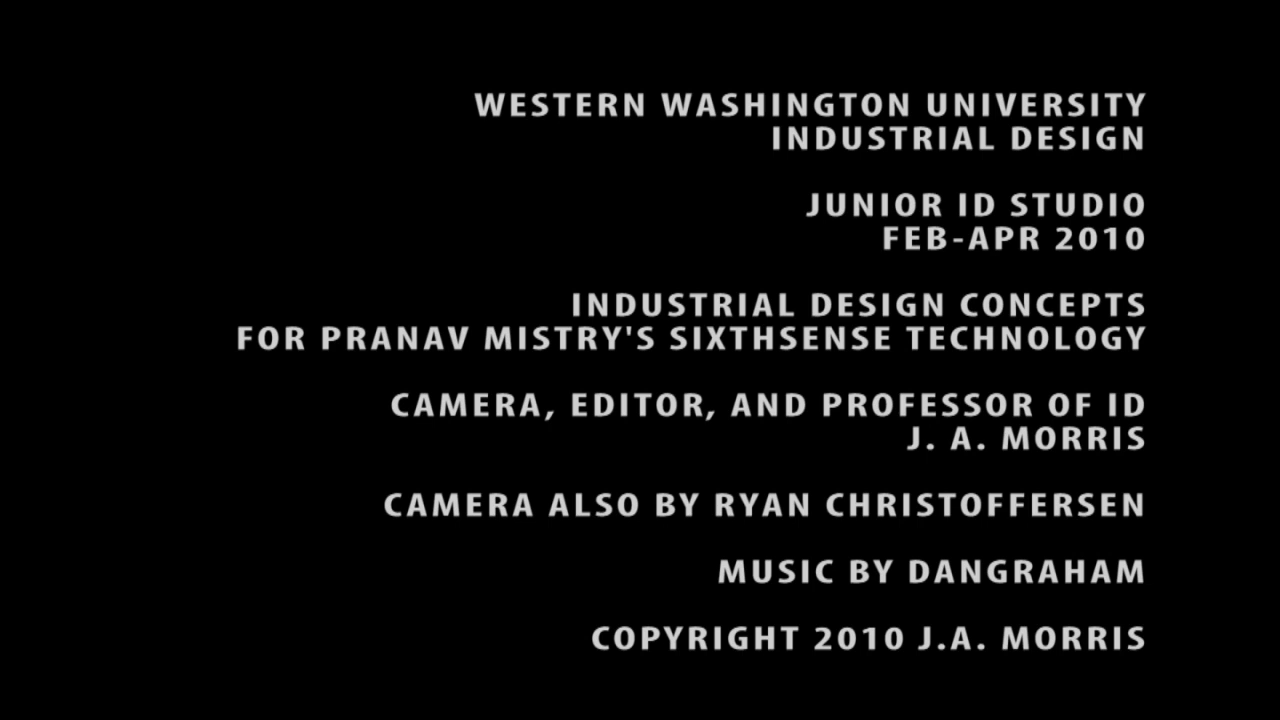 WESTERN WASHINGTON UNIVERSITY
INDUSTRIAL DESIGN
JUNIOR ID STUDIO
FEB-APR 2010
INDUSTRIAL DESIGN CONCEPTS
FOR PRANAV MISTRY'S SIXTHSENSE TECHNOLOGY
CAMERA, EDITOR, AND PROFESSOR OF ID
J. A. MORRIS
CAMERA ALSO BY RYAN CHRISTOFFERSEN
MUSIC BY DANGRAHAM
COPYRIGHT 2010 J.A. MORRIS